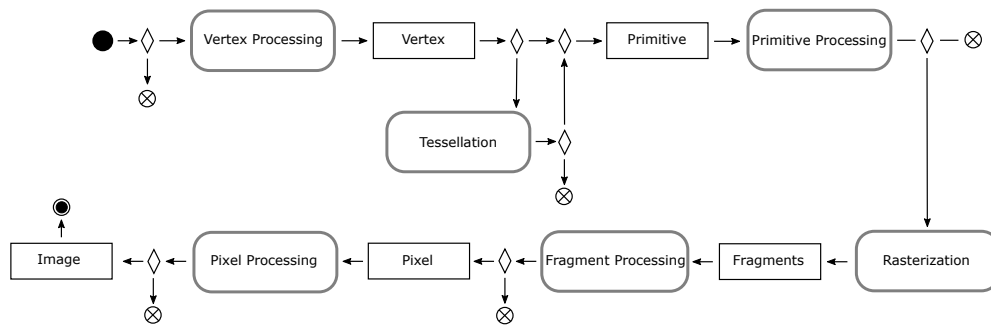 Vertex Processing
Vertex
Primitive
Primitive Processing
Tessellation
Image
Pixel Processing
Pixel
Fragment Processing
Fragments
Rasterization